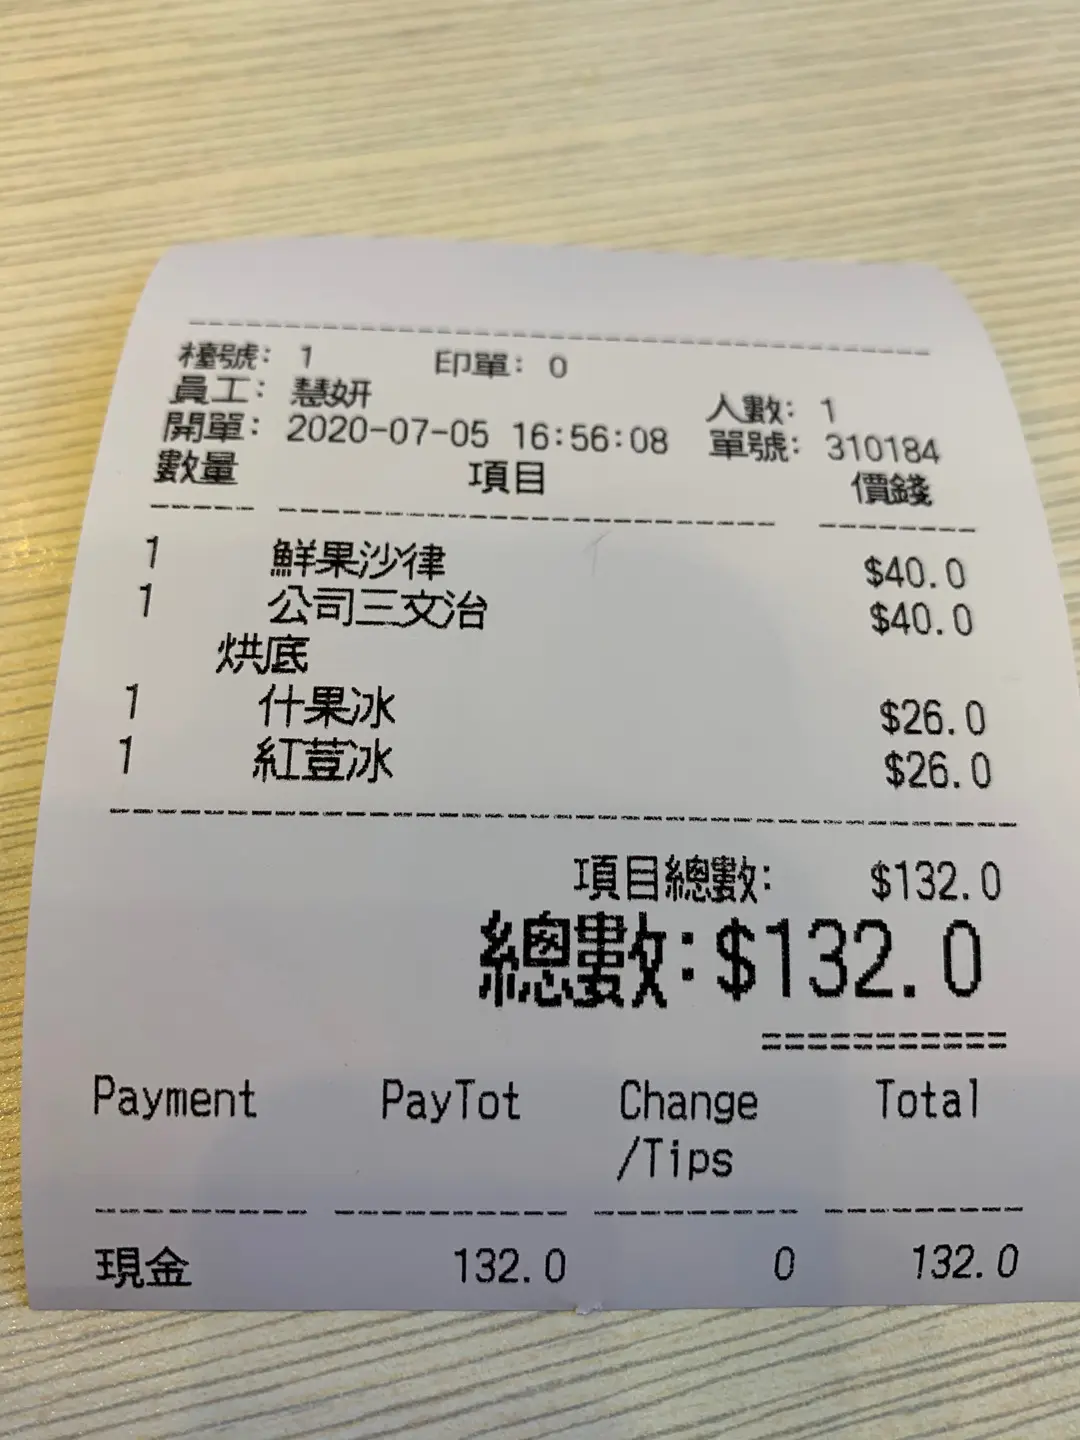 檯號: 1 印單: 0
員工: 慧妍 人數: 1
開單: 2020-07-05 16:56:08 單號: 310184
數量 項目 價錢
1 鮮果沙律 $40.0
1 公司三文治 $40.0
烘底
1 什果冰 $26.0
1 紅荳冰 $26.0
項目總數: $132.0
總數:$132.0
===========
Payment PayTot Change Total
/Tips
現金 132.0 0 132.0